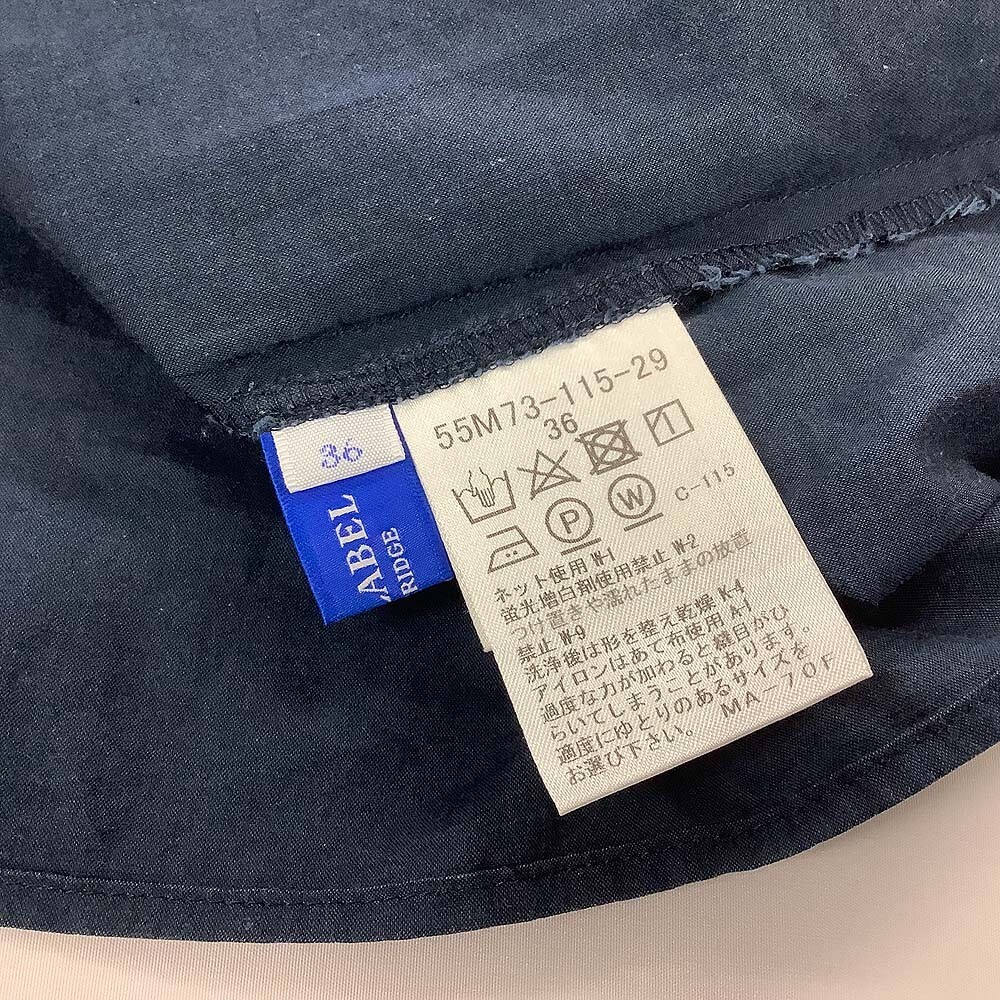 36
ABEL
RIDGE
55M73-115-29
36
P
W
C-115
ネット使用 W-1
蛍光増白剤使用禁止 W-2
つけ置きや濡れたままの放置
禁止 W-9
洗浄後は形を整え乾燥 K-4
アイロンはあて布使用 A-1
過度な力が加わると縫目がひ
らいてしまうことがあります。
適度にゆとりのあるサイズを
お選び下さい。 MA-70F